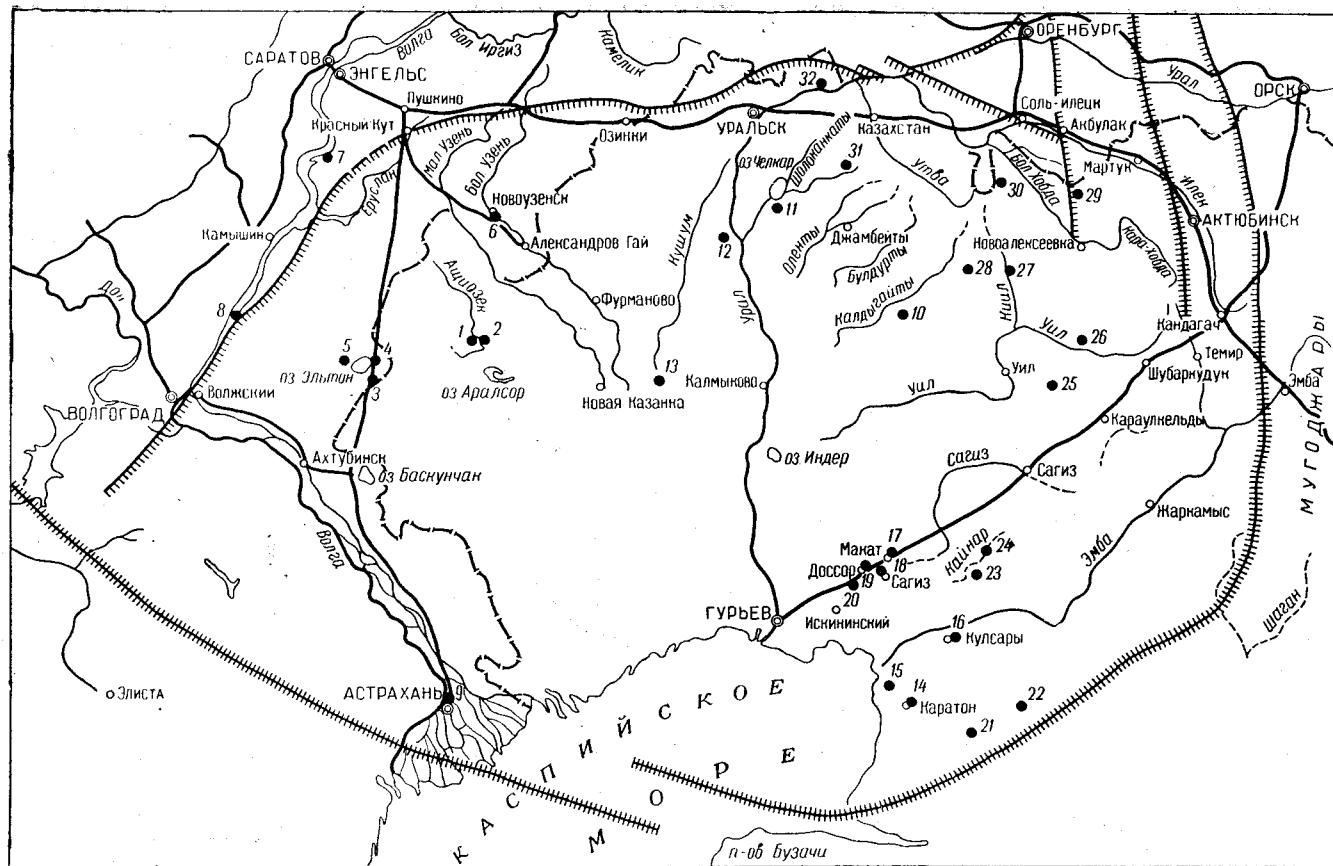 САРАТОВ
ЭНГЕЛЬС
Волга
Бол Иргиз
Камелик
ОРЕНБУРГ
Урал
ОРСК
Пушкино
Красный Кут
Мал Узень
Бол Узень
Озинки
УРАЛЬСК
32
Казахстан
Соль-илецк
Акбулак
Мартук
Илек
АКТЮБИНСК
7
Еруслан
Новоузенск
6
Александров Гай
Камышин
оз Челкар
Шолоканкаты
31
11
12
Кушум
Утва
30
Бол Хобда
29
Новоалексеевка
Кара-Хобда
Джамбейты
Оленты
Булдурты
Калдыгайты
28
27
10
Киил
Уил
26
Кандагач
Дон
8
Ащиозек
1
2
Фурманово
Урал
5
4
оз Эльтон
3
оз Аралсор
13
Новая Казанка
Калмыково
Уил
Уил
25
Шубаркудук
Темир
Эмба
МУГОДЖАРЫ
ВОЛГОГРАД
Волжский
Караулкельды
Ахтубинск
оз Баскунчак
оз. Индер
Сагиз
Сагиз
Жаркамыс
Волга
Макат
17
Доссор
18
19
Сагиз
20
Искининский
Кайнар
24
23
Эмба
Шаган
ГУРЬЕВ
16
Кулсары
Элиста
АСТРАХАНЬ
9
15
14
Каратон
22
21
КАСПИЙСКОЕ
МОРЕ
п-ов Бузачи